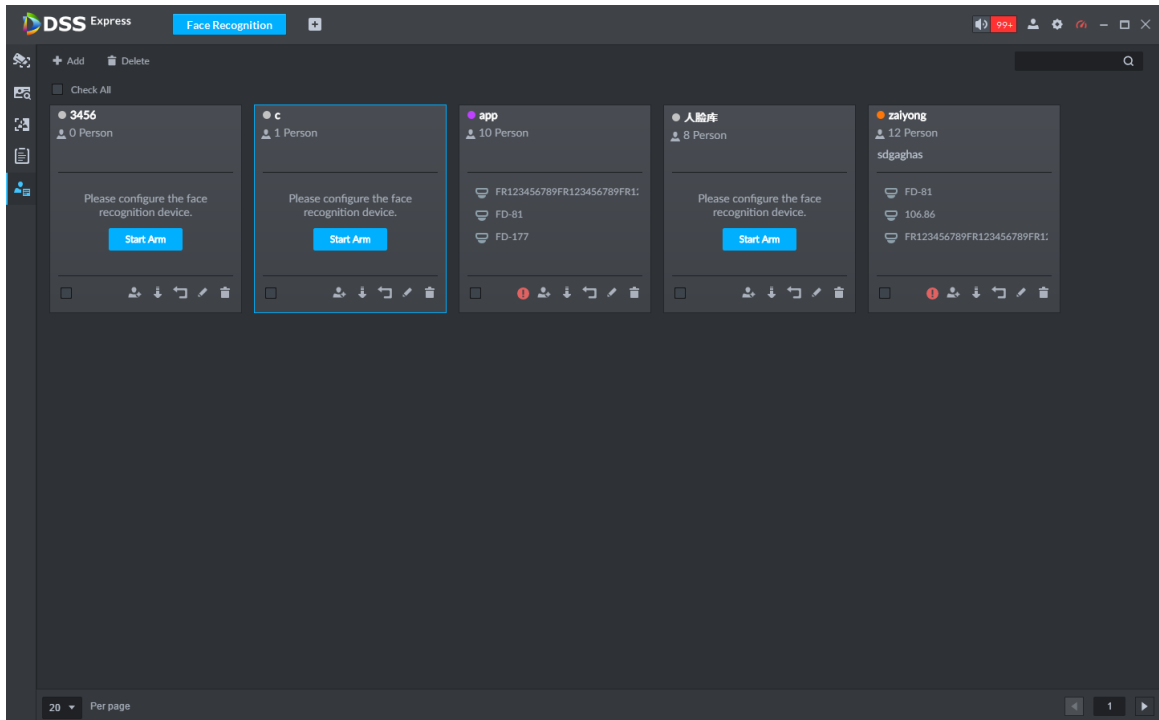 DSS Express
Face Recognition
99+
Add
Delete
Check All
3456
0 Person
Please configure the face
recognition device.
Start Arm
c
1 Person
Please configure the face
recognition device.
Start Arm
app
10 Person
FR123456789FR123456789FR1:
FD-81
FD-177
人脸库
8 Person
Please configure the face
recognition device.
Start Arm
zalyong
12 Person
sdgaghas
FD-81
106.86
FR123456789FR123456789FR1:
20
Per page
1